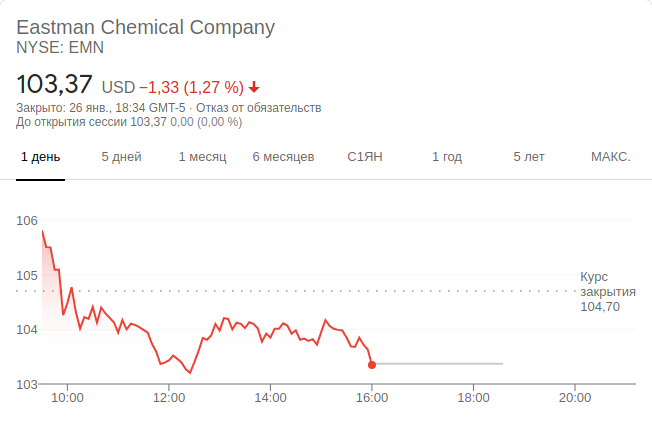 Eastman Chemical Company
NYSE: EMN
103,37 USD −1,33 (1,27 %)
Закрыто: 26 янв., 18:34 GMT-5 · Отказ от обязательств
До открытия сессии 103,37 0,00 (0,00 %)
1 день 5 дней 1 месяц 6 месяцев С1ЯН 1 год 5 лет МАКС.
106
105
Курс
закрытия
104,70
104
103
10:00 12:00 14:00 16:00 18:00 20:00